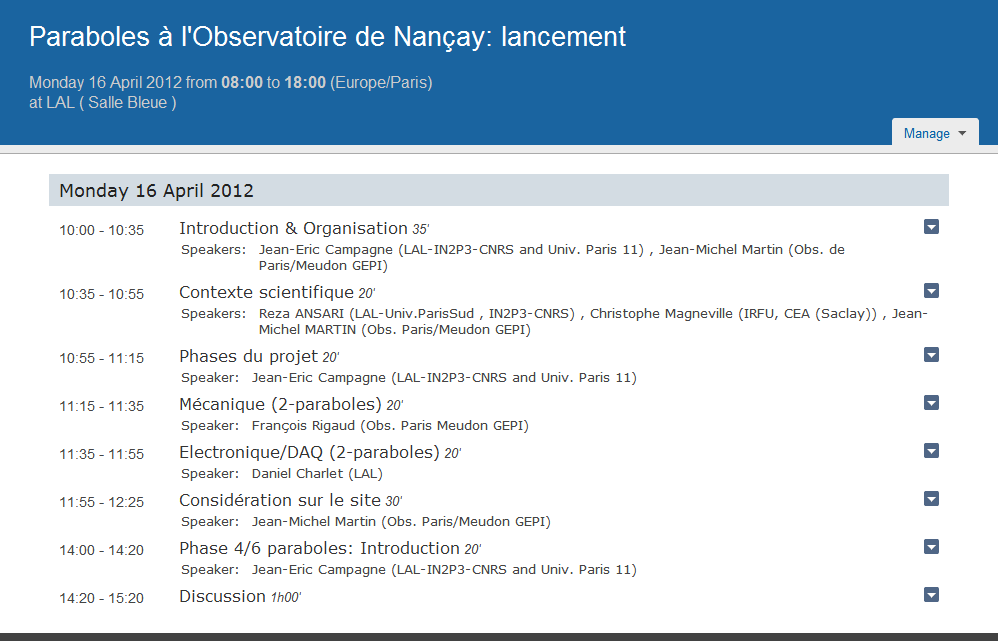 Paraboles à l'Observatoire de Nançay: lancement
Monday 16 April 2012 from 08:00 to 18:00 (Europe/Paris)
at LAL ( Salle Bleue )
Manage
Monday 16 April 2012
10:00 - 10:35 Introduction & Organisation 35'
Speakers: Jean-Eric Campagne (LAL-IN2P3-CNRS and Univ. Paris 11) , Jean-Michel Martin (Obs. de
Paris/Meudon GEPI)
10:35 - 10:55 Contexte scientifique 20'
Speakers: Reza ANSARI (LAL-Univ.ParisSud , IN2P3-CNRS) , Christophe Magneville (IRFU, CEA (Saclay)) , Jean-
Michel MARTIN (Obs. Paris/Meudon GEPI)
10:55 - 11:15 Phases du projet 20'
Speaker: Jean-Eric Campagne (LAL-IN2P3-CNRS and Univ. Paris 11)
11:15 - 11:35 Mécanique (2-paraboles) 20'
Speaker: François Rigaud (Obs. Paris Meudon GEPI)
11:35 - 11:55 Electronique/DAQ (2-paraboles) 20'
Speaker: Daniel Charlet (LAL)
11:55 - 12:25 Considération sur le site 30'
Speaker: Jean-Michel Martin (Obs. Paris/Meudon GEPI)
14:00 - 14:20 Phase 4/6 paraboles: Introduction 20'
Speaker: Jean-Eric Campagne (LAL-IN2P3-CNRS and Univ. Paris 11)
14:20 - 15:20 Discussion 1h00'